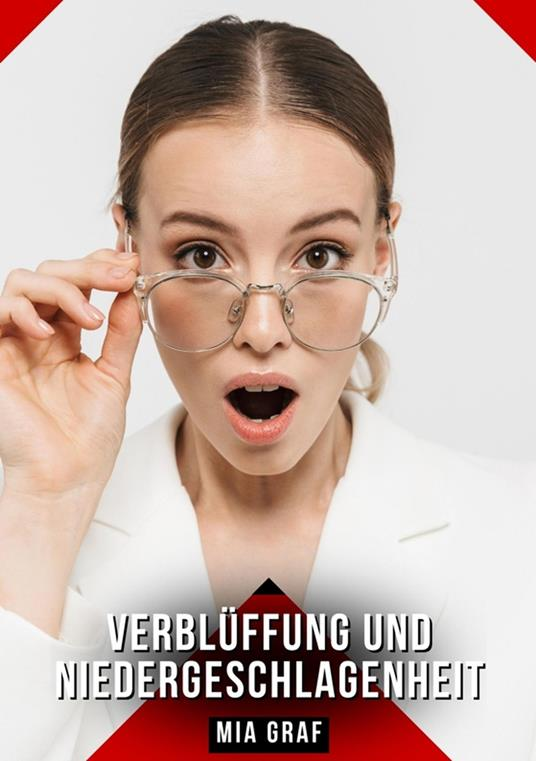 VERBLÜFFUNG UND
NIEDERGESCHLAGENHEIT
MIA GRAF